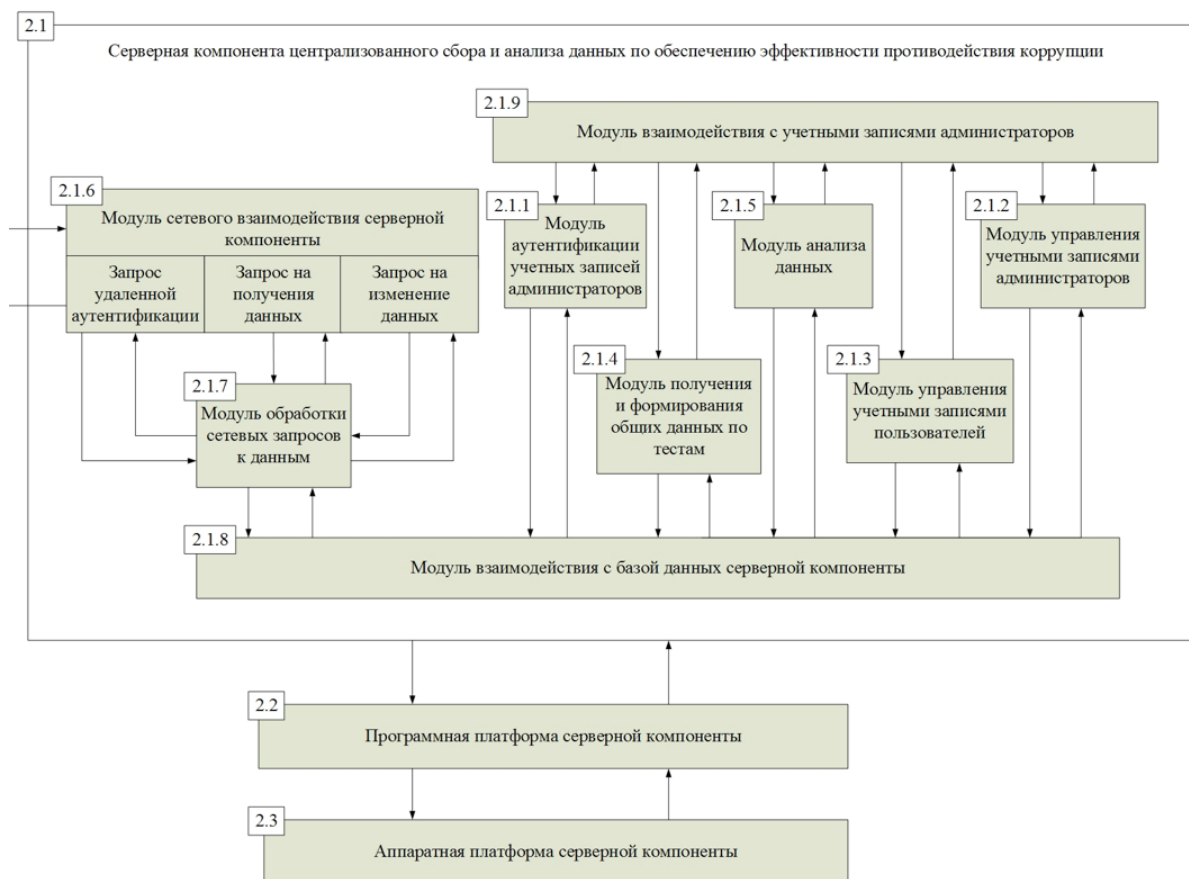 2.1
Серверная компонента централизованного сбора и анализа данных по обеспечению эффективности противодействия коррупции
2.1.9
Модуль взаимодействия с учетными записями администраторов
2.1.6
Модуль сетевого взаимодействия серверной
компоненты
Запрос
удаленной
аутентификации
Запрос на
получения
данных
Запрос на
изменение
данных
2.1.1
Модуль
аутентификации
учетных записей
администраторов
2.1.5
Модуль анализа
данных
2.1.2
Модуль управления
учетными записями
администраторов
2.1.7
Модуль обработки
сетевых запросов
к данным
2.1.4
Модуль получения
и формирования
общих данных по
тестам
2.1.3
Модуль управления
учетными записями
пользователей
2.1.8
Модуль взаимодействия с базой данных серверной компоненты
2.2
Программная платформа серверной компоненты
2.3
Аппаратная платформа серверной компоненты